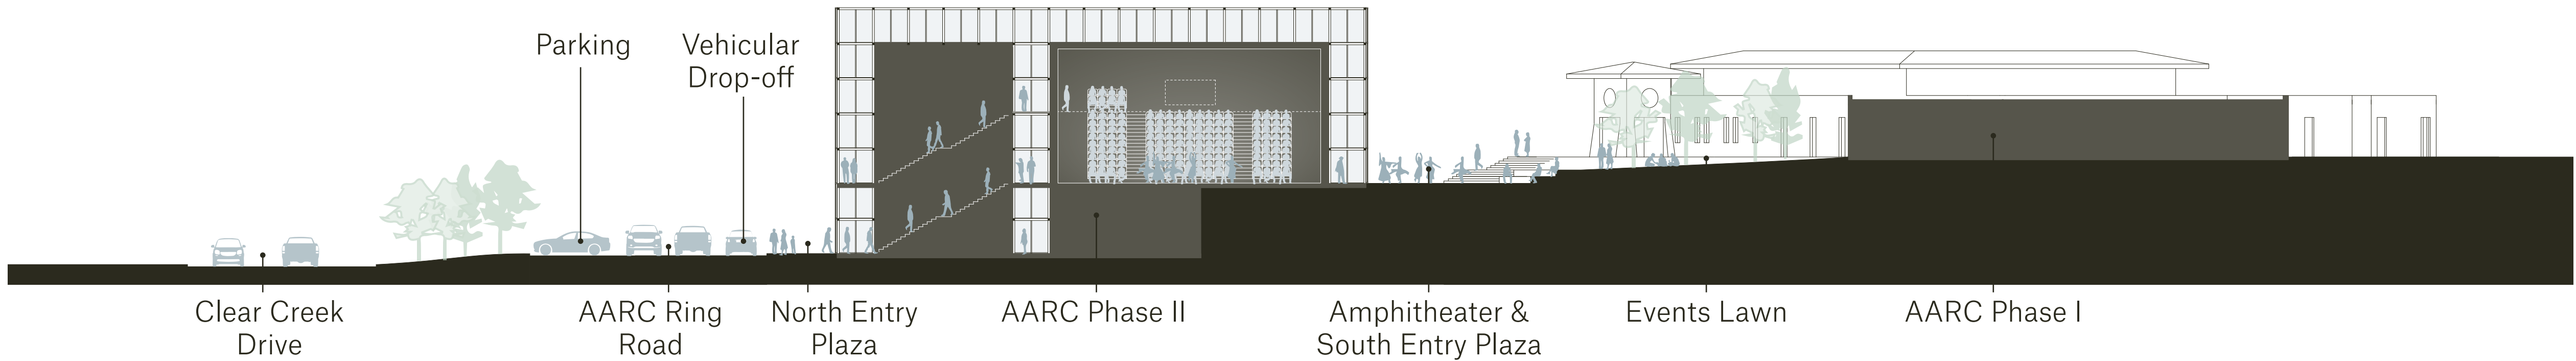 Parking
Vehicular
Drop-off
Clear Creek
Drive
AARC Ring
Road
North Entry
Plaza
AARC Phase II
Amphitheater &
South Entry Plaza
Events Lawn
AARC Phase I